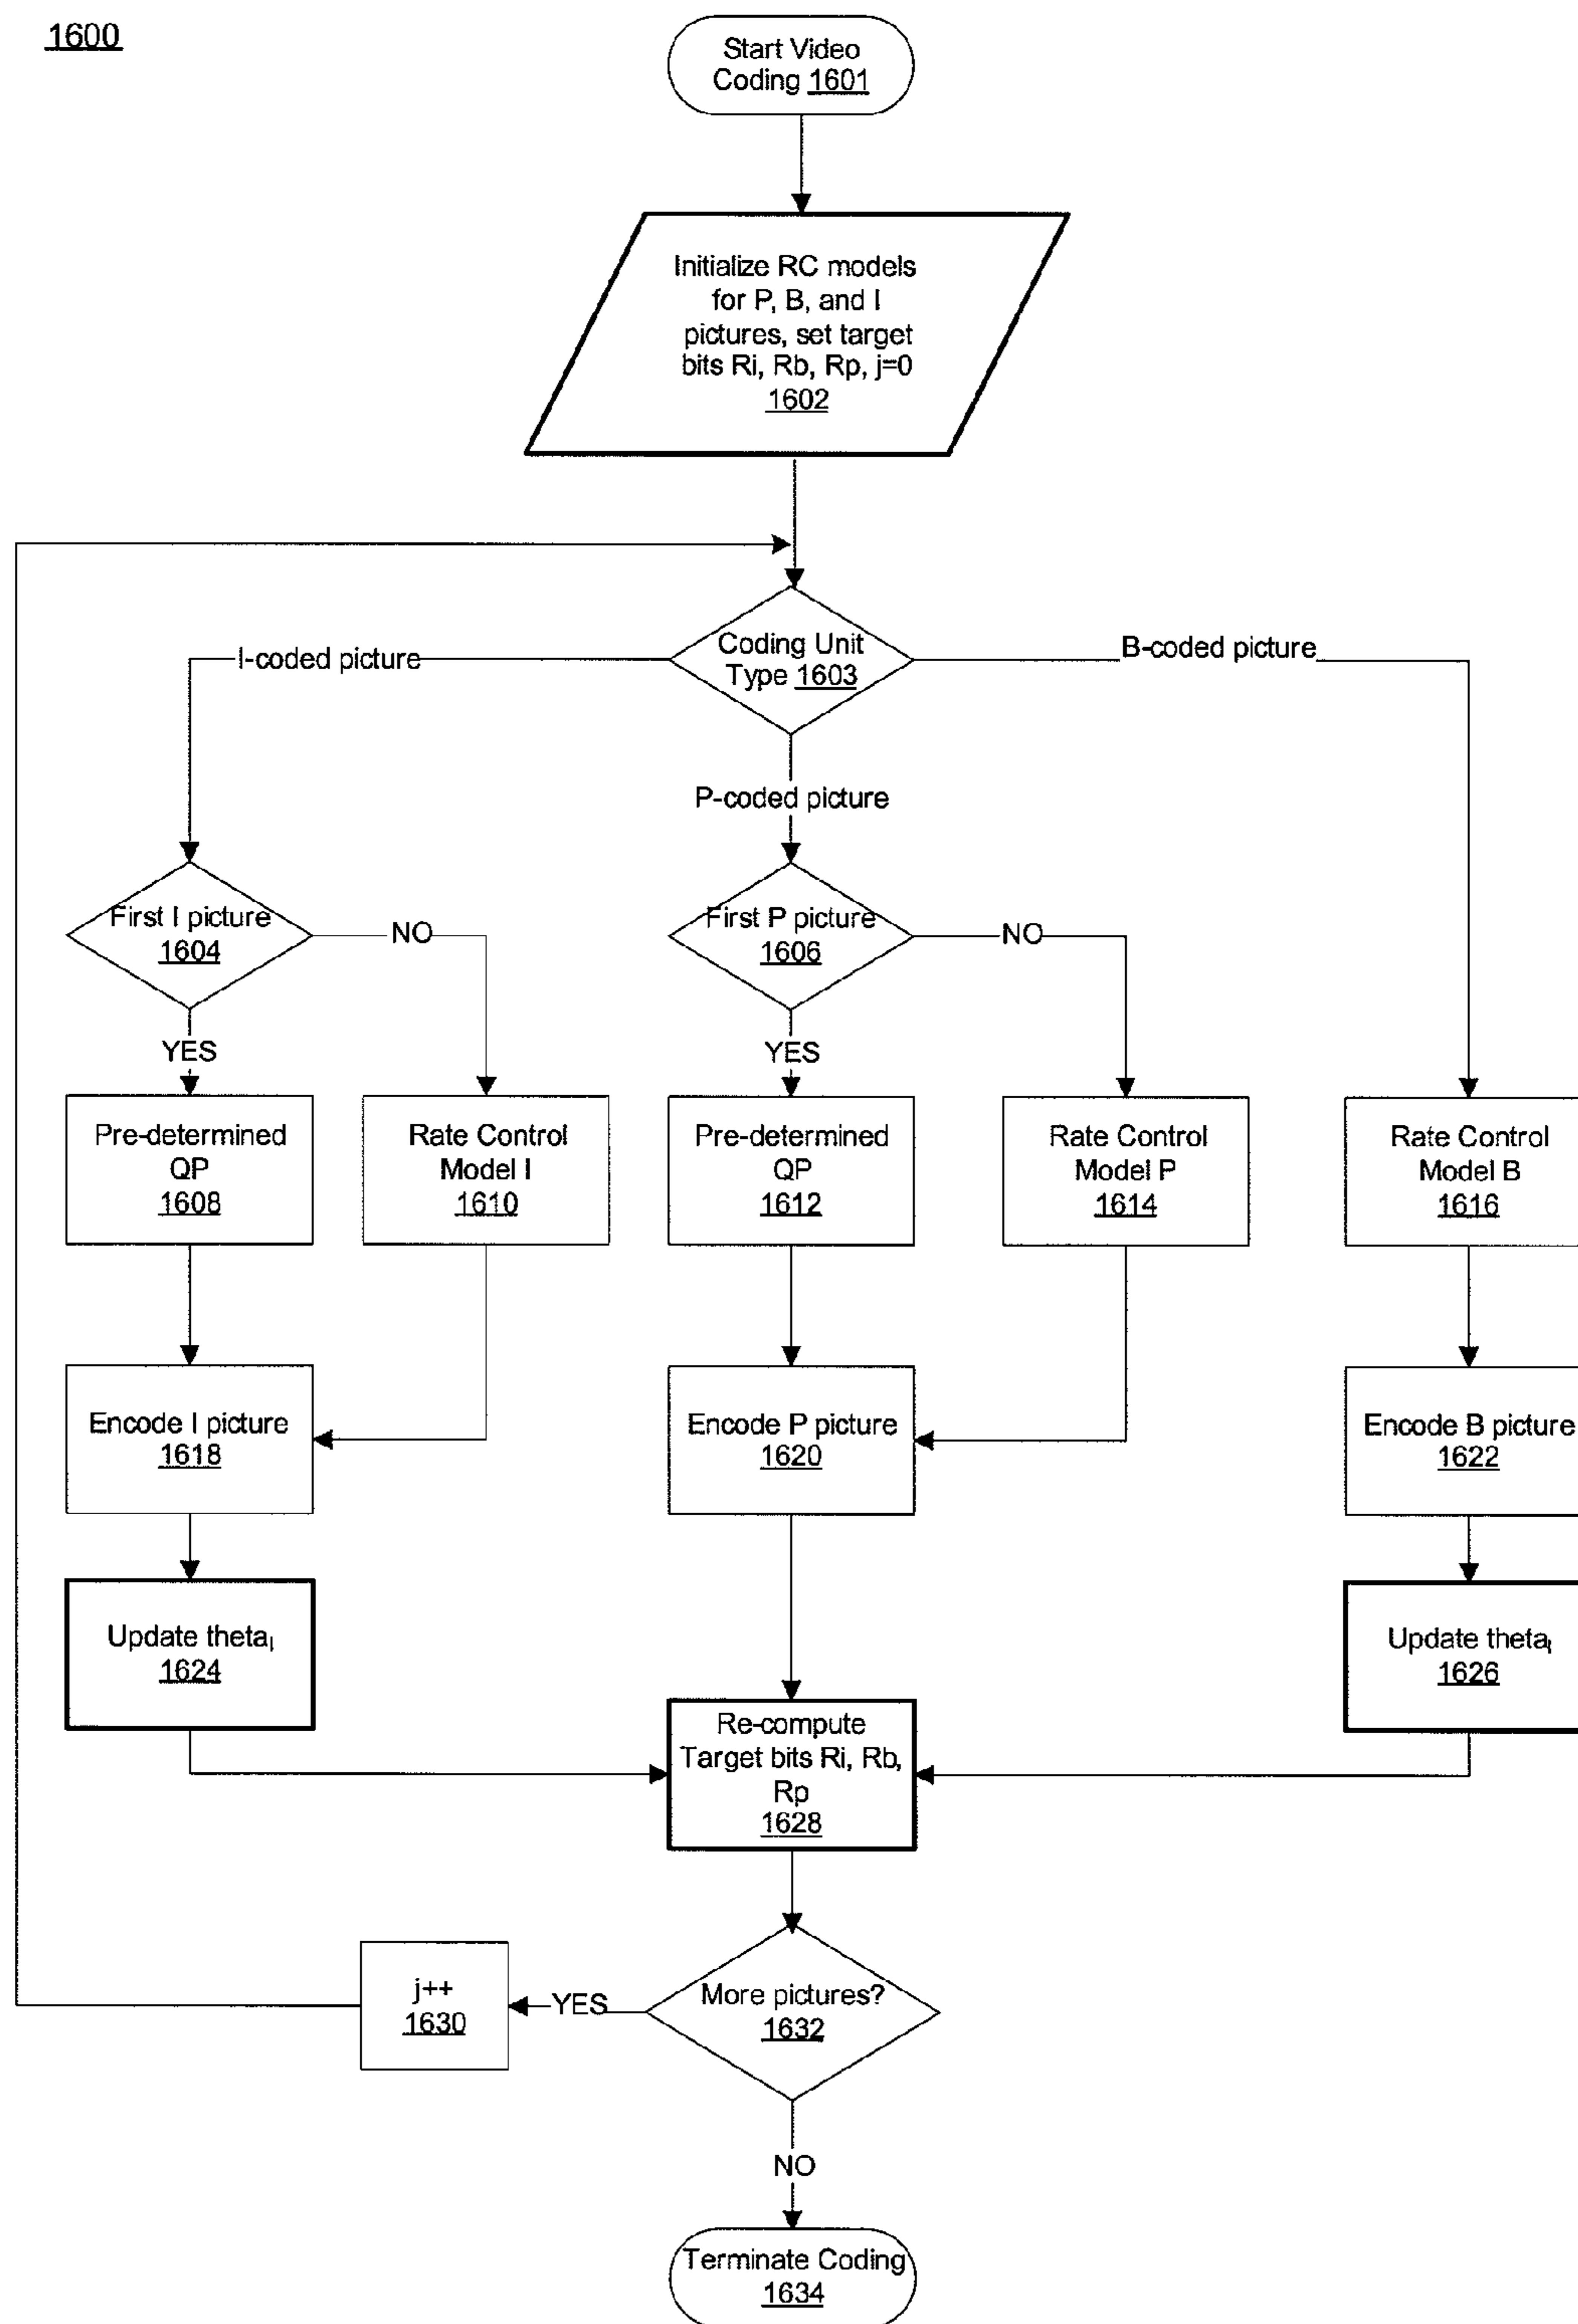 1600
Start Video
Coding 1601
Initialize RC models
for P, B, and I
pictures, set target
bits Ri, Rb, Rp, j=0
1602
Coding Unit
Type 1603
I-coded picture
B-coded picture
P-coded picture
First I picture
1604
NO
First P picture
1606
NO
YES
YES
Pre-determined
QP
1608
Rate Control
Model I
1610
Pre-determined
QP
1612
Rate Control
Model P
1614
Rate Control
Model B
1616
Encode I picture
1618
Encode P picture
1620
Encode B picture
1622
Update thetaI
1624
Update thetaI
1626
Re-compute
Target bits Ri, Rb,
Rp
1628
j++
1630
YES
More pictures?
1632
NO
Terminate Coding
1634